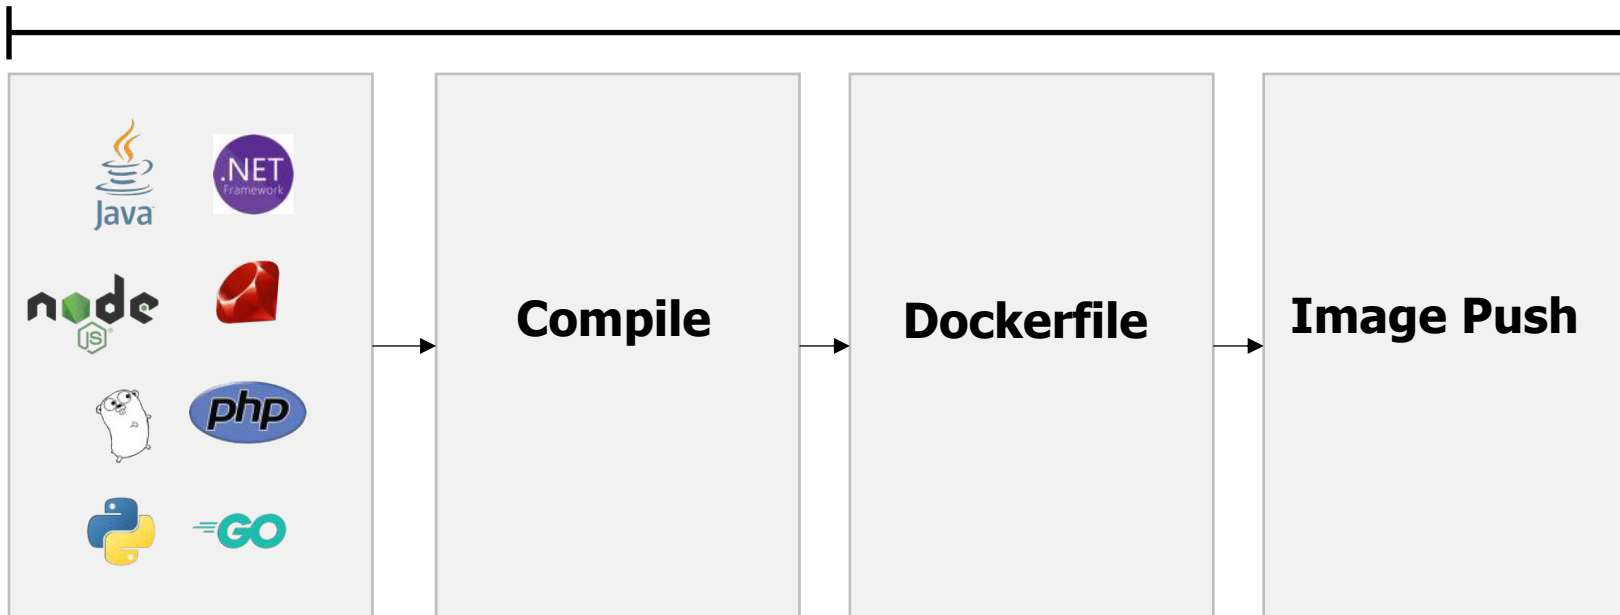 Java
.NET
Framework
node
JS
php
GO
Compile
Dockerfile
Image Push